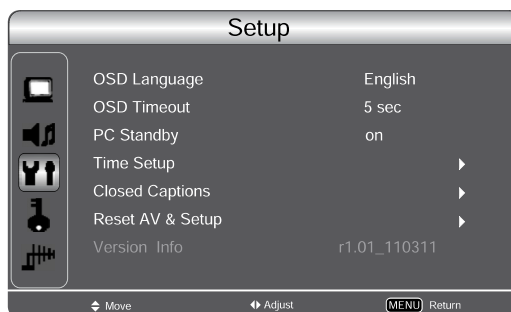 Setup
OSD Language English
OSD Timeout 5 sec
PC Standby on
Time Setup
Closed Captions
Reset AV & Setup
Version Info r1.01_110311
Move Adjust MENU Return